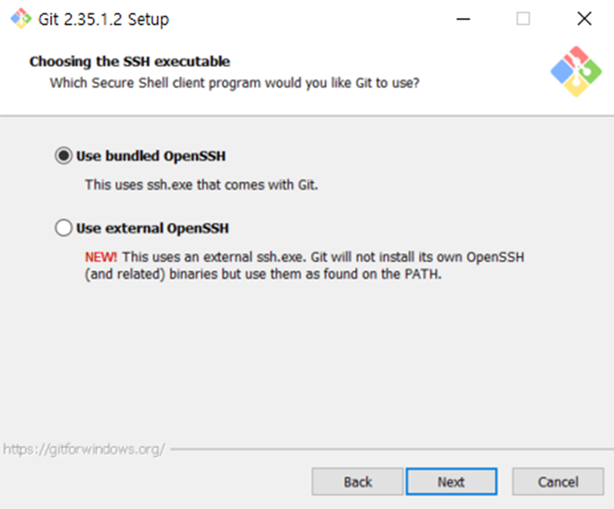 Git 2.35.1.2 Setup
Choosing the SSH executable
Which Secure Shell client program would you like Git to use?
Use bundled OpenSSH
This uses ssh.exe that comes with Git.
Use external OpenSSH
NEW! This uses an external ssh.exe. Git will not install its own OpenSSH
(and related) binaries but use them as found on the PATH.
https://gitforwindows.org/
Back
Next
Cancel